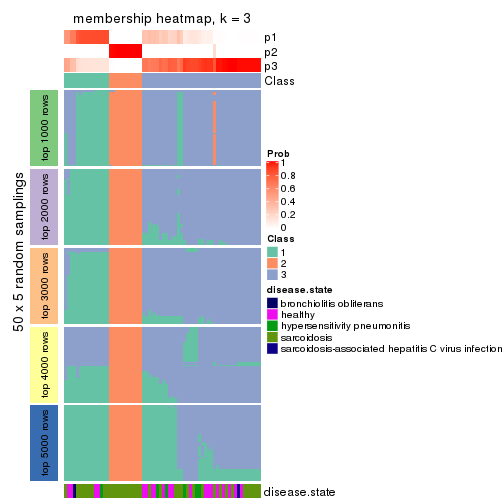 membership heatmap, k = 3
p1
p2
p3
Class
50 x 5 random samplings
top 1000 rows
top 2000 rows
top 3000 rows
top 4000 rows
top 5000 rows
disease.state
Prob
1
0.8
0.6
0.4
0.2
0
Class
1
2
3
disease.state
bronchiolitis obliterans
healthy
hypersensitivity pneumonitis
sarcoidosis
sarcoidosis-associated hepatitis C virus infection